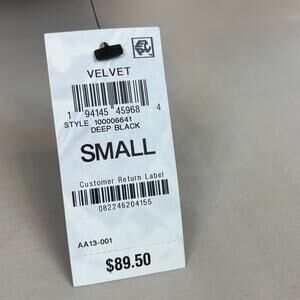 VELVET
1 94145 45968 4
STYLE 100006641
DEEP BLACK
SMALL
Customer Return Label
082246204155
AA13-001
$89.50